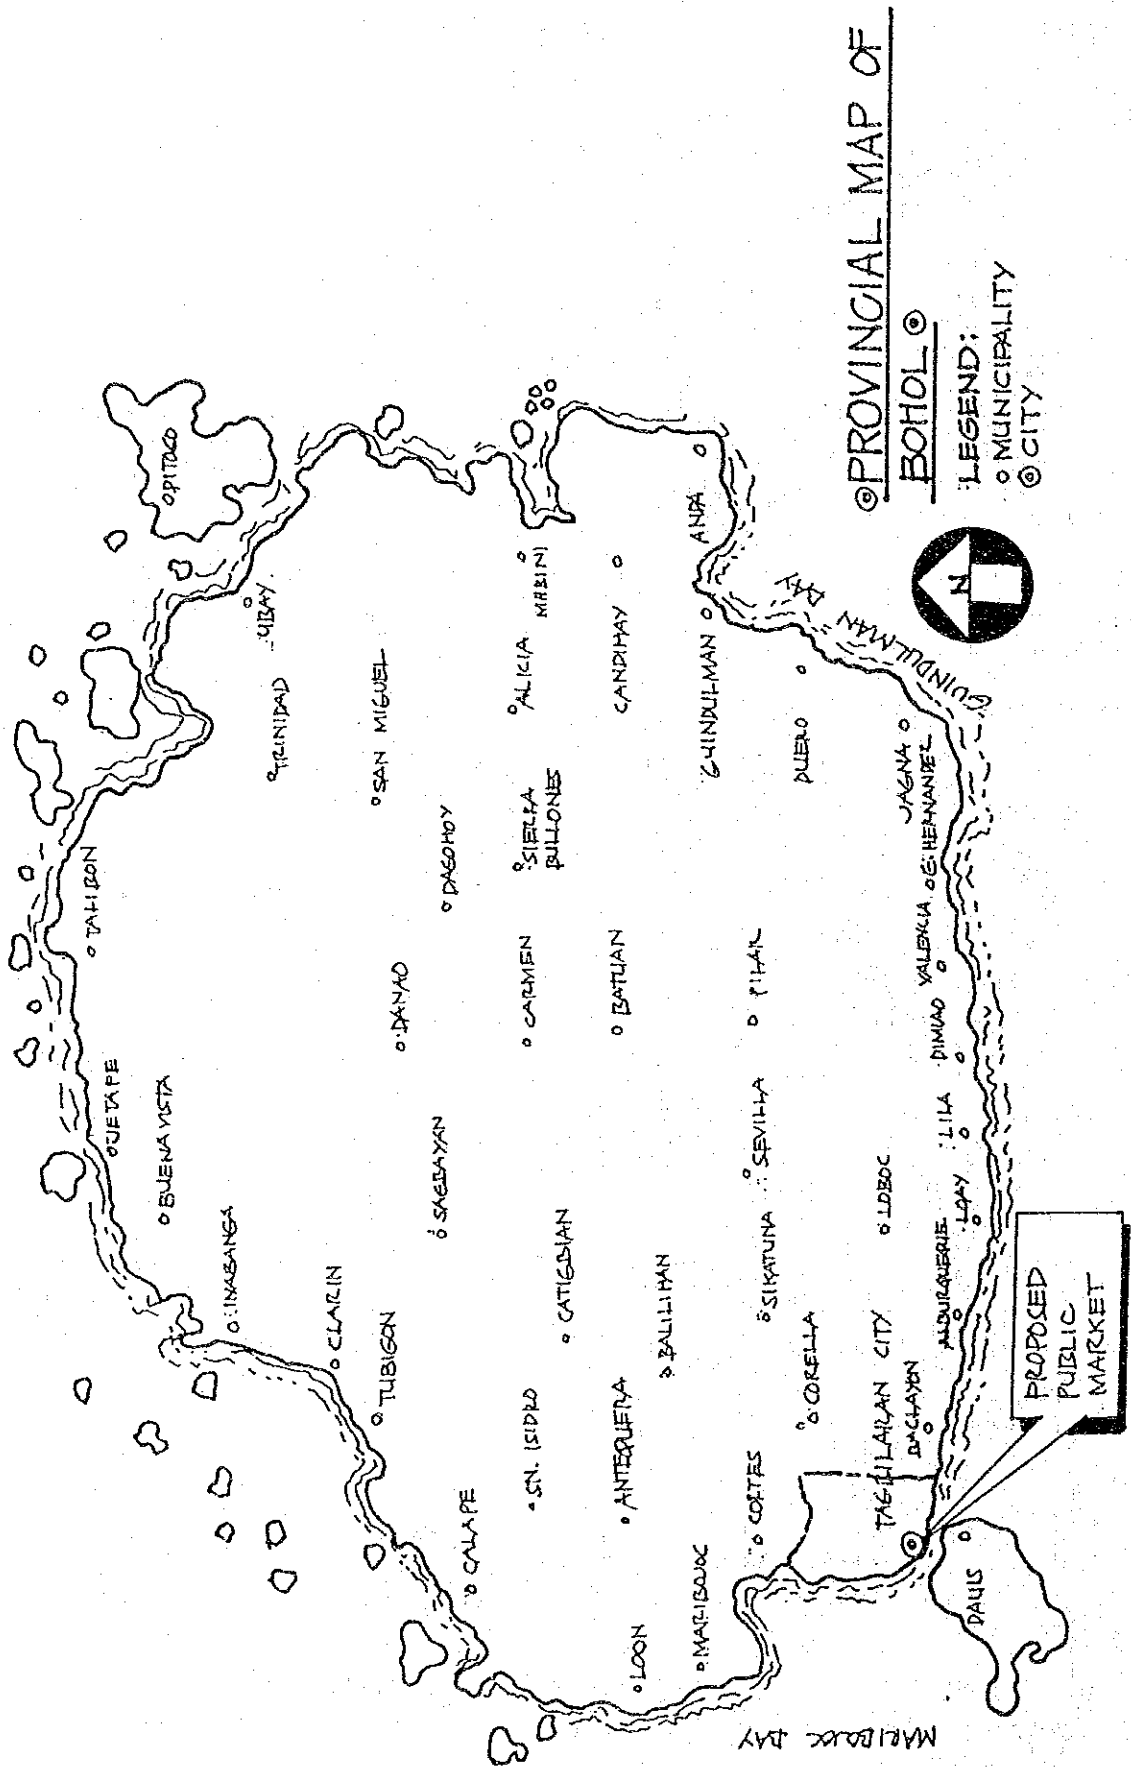 PROVINCIAL MAP OF
BOHOL
LEGEND:
MUNICIPALITY
CITY
N
PITOGO
UBAY
TRINIDAD
SAN MIGUEL
TALIBON
DAGOHOY
MABINI
ALICIA
SIERRA
BULLONES
CANDIHAY
ANDA
GUINDULMAN
GUINDULMAN BAY
DUERO
JAGNA
G. HERNANDEZ
VALENCIA
DIMIAO
LILA
LOAY
JETAPE
BUENAVISTA
DANAO
CARMEN
BATUAN
PILAR
SAGBAYAN
SEVILLA
INABANGA
CATIGBIAN
LOBOC
CLARIN
BALILIHAN
SIKATUNA
ALBURQUERQUE
TUBIGON
CORELLA
TAGBILARAN CITY
BACLAYON
SN. ISIDRO
ANTEQUERA
CORTES
CALAPE
LOON
MARIBOJOC
DAUIS
MARIBOJOC BAY
PROPOSED
PUBLIC
MARKET